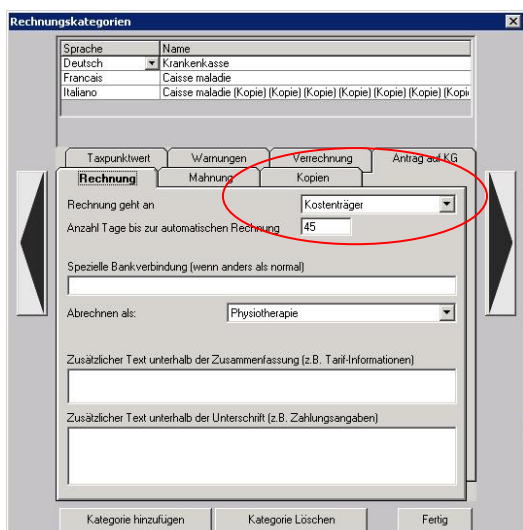 Rechnungskategorien
Sprache Name
Deutsch Krankenkasse
Francais Caisse maladie
Italiano Caisse maladie (Kopie) (Kopie) (Kopie) (Kopie) (Kopie) (Kopi
Taxpunktwert Warnungen Verrechnung Antrag auf KG
Rechnung Mahnung Kopien
Rechnung geht an Kostenträger
Anzahl Tage bis zur automatischen Rechnung 45
Spezielle Bankverbindung (wenn anders als normal)
Abrechnen als: Physiotherapie
Zusätzlicher Text unterhalb der Zusammenfassung (z.B. Tarif-Informationen)
Zusätzlicher Text unterhalb der Unterschrift (z.B. Zahlungsangaben)
Kategorie hinzufügen Kategorie Löschen Fertig